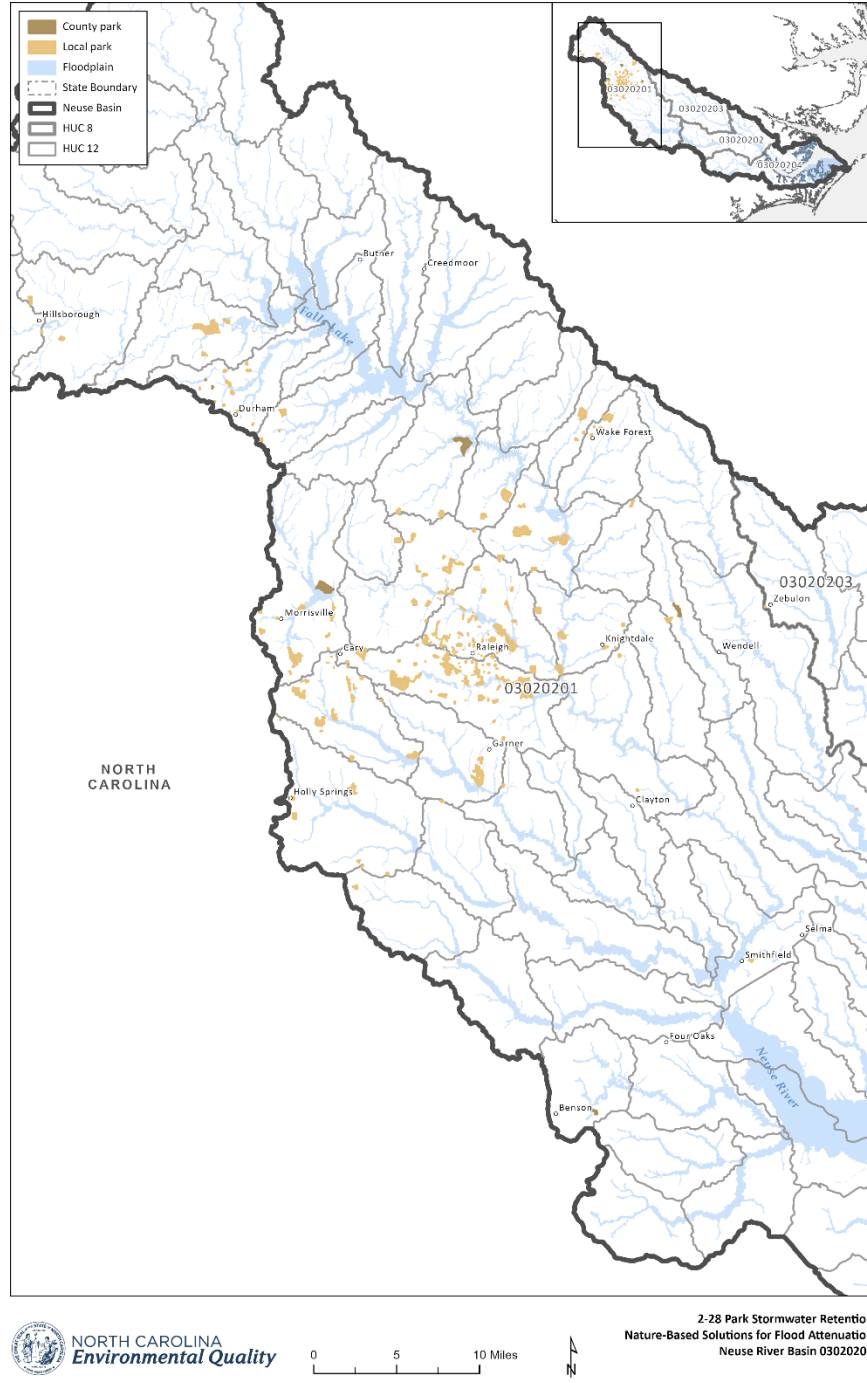 County park
Local park
Floodplain
State Boundary
Neuse Basin
HUC 8
HUC 12
03020201
03020203
03020202
03020204
Butner
Creedmoor
Hillsborough
Falls Lake
Durham
Wake Forest
03020203
Zebulon
Morrisville
Knightdale
Cary
Raleigh
Wendell
03020201
Garner
NORTH
CAROLINA
Holly Springs
Clayton
Selma
Smithfield
Four Oaks
Neuse River
Benson
NORTH CAROLINA
Environmental Quality
0 5 10 Miles
N
2-28 Park Stormwater Retentio
Nature-Based Solutions for Flood Attenuatio
Neuse River Basin 0302020